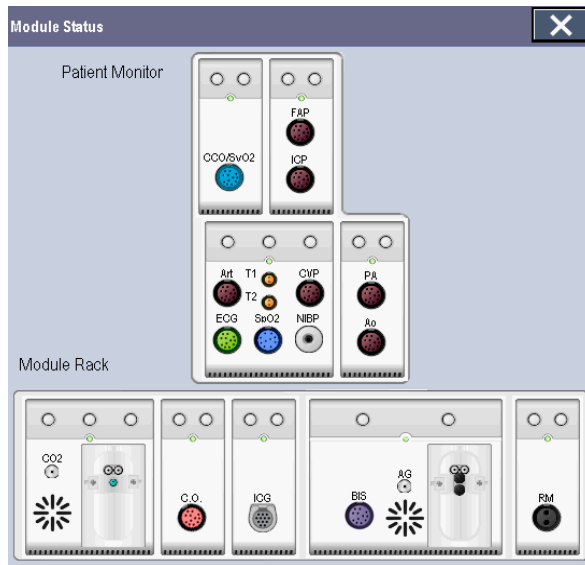 Module Status
Patient Monitor
FAP
CCO/SvO2
ICP
Art T1 CVP PA
T2
ECG SpO2 NIBP Ao
Module Rack
CO2 AG
C.O. ICG BIS RM